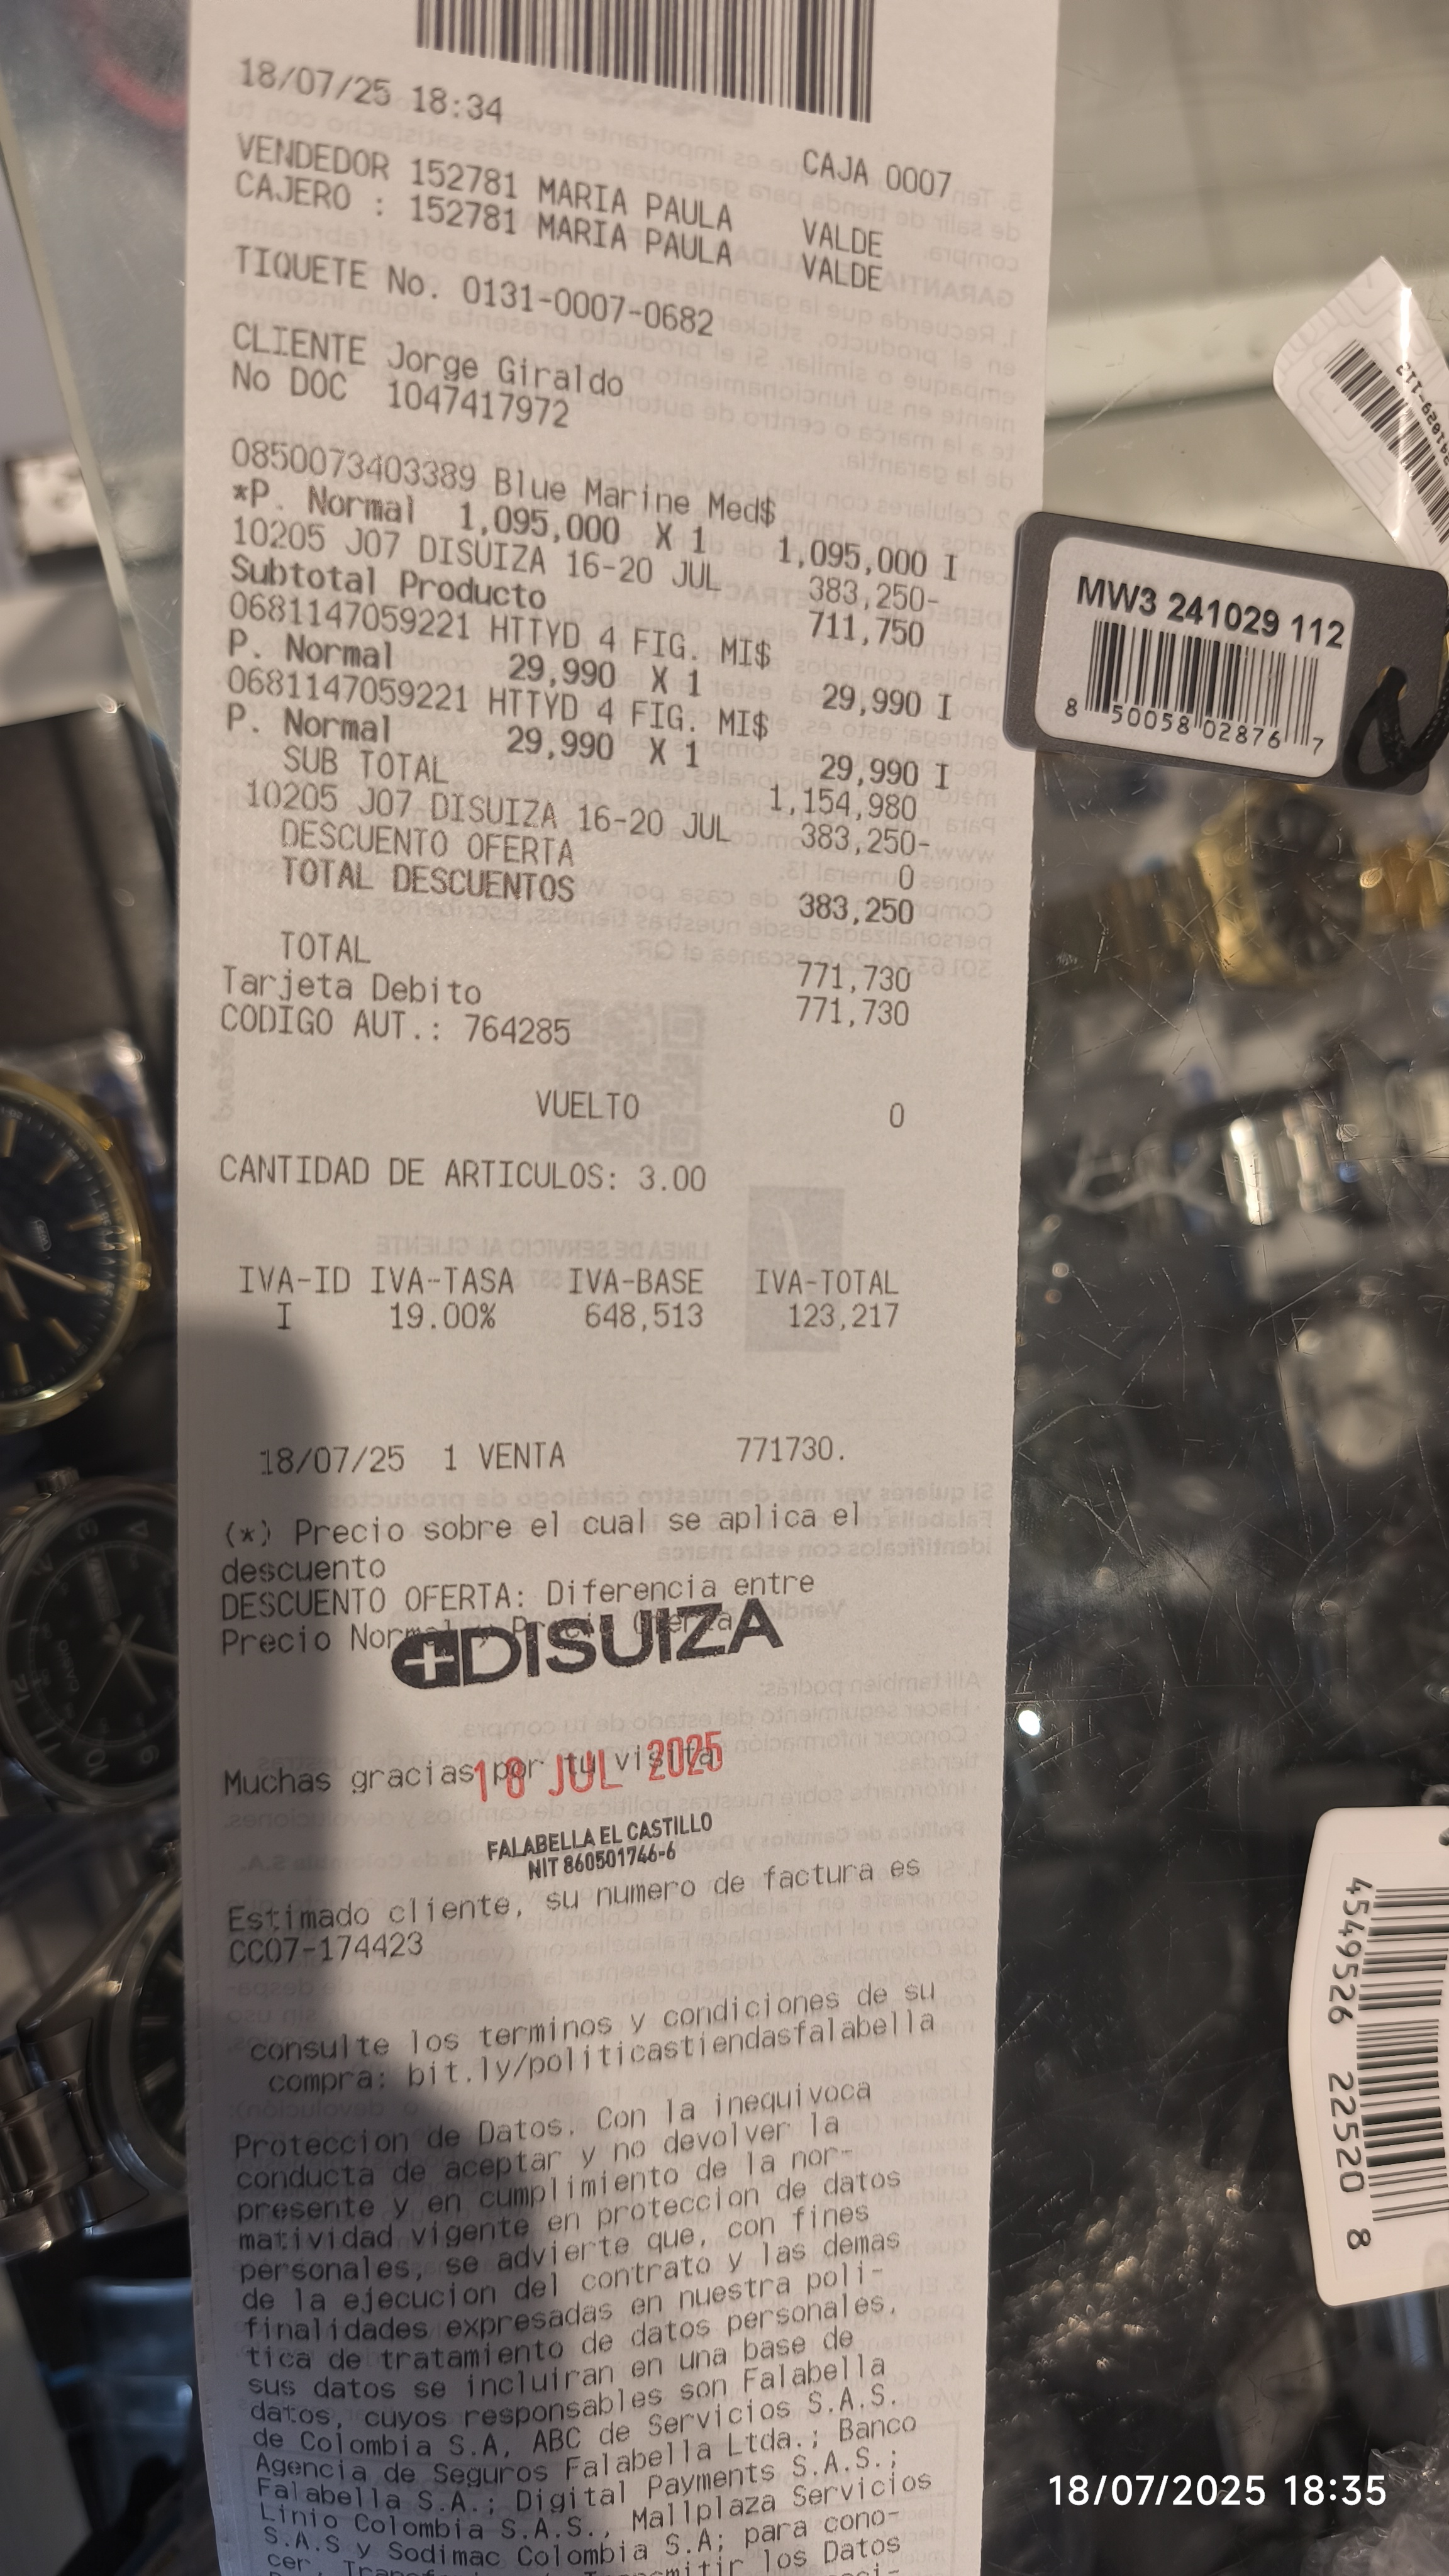 18/07/25 18:34
CAJA 0007
VENDEDOR 152781 MARIA PAULA VALDE
CAJERO : 152781 MARIA PAULA VALDE
TIQUETE No. 0131-0007-0682
CLIENTE Jorge Giraldo
No DOC 1047417972
0850073403389 Blue Marine Med$
*P. Normal 1,095,000 X 1 1,095,000 I
10205 J07 DISUIZA 16-20 JUL 383,250-
Subtotal Producto 711,750
0681147059221 HTTYD 4 FIG. MI$
P. Normal 29,990 X 1 29,990 I
0681147059221 HTTYD 4 FIG. MI$
P. Normal 29,990 X 1 29,990 I
SUB TOTAL 1,154,980
10205 J07 DISUIZA 16-20 JUL 383,250-
DESCUENTO OFERTA 0
TOTAL DESCUENTOS 383,250
TOTAL 771,730
Tarjeta Debito 771,730
CODIGO AUT.: 764285
VUELTO 0
CANTIDAD DE ARTICULOS: 3.00
IVA-ID IVA-TASA IVA-BASE IVA-TOTAL
I 19.00% 648,513 123,217
18/07/25 1 VENTA 771730.
(*) Precio sobre el cual se aplica el
descuento
DESCUENTO OFERTA: Diferencia entre
Precio Normal y Precio Oferta
DISUIZA
Muchas gracias por tu visita
18 JUL 2025
FALABELLA EL CASTILLO
NIT 860501746-6
Estimado cliente, su numero de factura es
CC07-174423
consulte los terminos y condiciones de su
compra: bit.ly/politicastiendasfalabella
Proteccion de Datos. Con la inequivoca
conducta de aceptar y no devolver la
presente y en cumplimiento de la nor-
matividad vigente en proteccion de datos
personales, se advierte que, con fines
de la ejecucion del contrato y las demas
finalidades expresadas en nuestra poli-
tica de tratamiento de datos personales,
sus datos se incluiran en una base de
datos, cuyos responsables son Falabella
de Colombia S.A, ABC de Servicios S.A.S.
Agencia de Seguros Falabella Ltda.; Banco
Falabella S.A.; Digital Payments S.A.S.;
Linio Colombia S.A.S., Mallplaza Servicios
S.A.S y Sodimac Colombia S.A; para cono-
cer, los Datos
MW3 241029 112
8 50058 02876 7
4549526 22520 8
18/07/2025 18:35